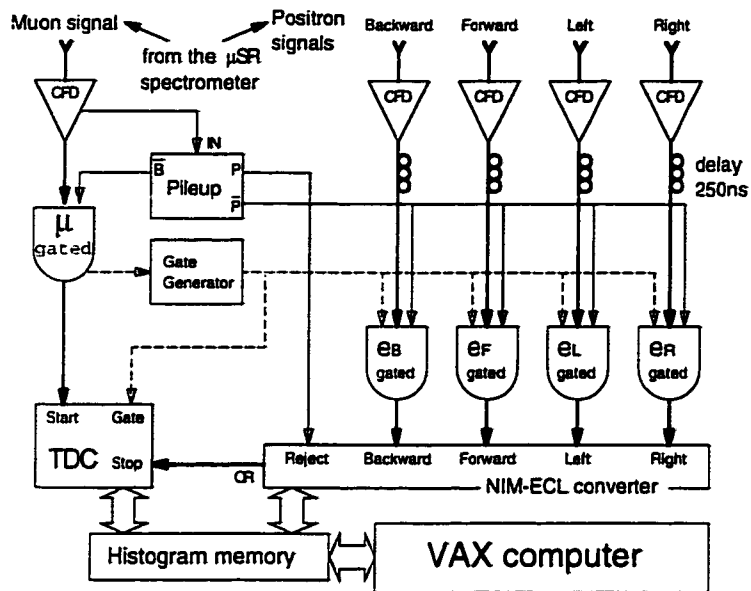 Muon signal
from the μSR
spectrometer
Positron
signals
Backward
Forward
Left
Right
CFD
CFD
CFD
CFD
CFD
IN
B̅
P
Pileup
P̅
delay
250ns
μ
gated
Gate
Generator
eB
gated
eF
gated
eL
gated
eR
gated
Start
Gate
TDC
Stop
OR
Reject
Backward
Forward
Left
Right
NIM-ECL converter
Histogram memory
VAX computer